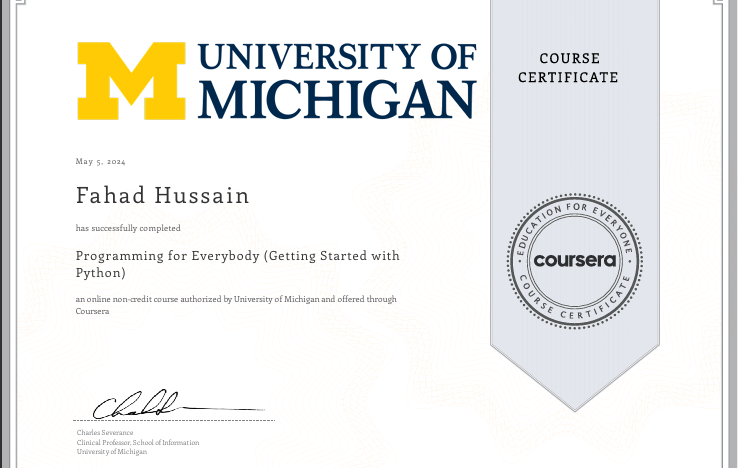 UNIVERSITY OF
MICHIGAN
COURSE
CERTIFICATE
May 5, 2024
Fahad Hussain
has successfully completed
Programming for Everybody (Getting Started with
Python)
an online non-credit course authorized by University of Michigan and offered through
Coursera
EDUCATION FOR EVERYONE
coursera
COURSE CERTIFICATE
Charles Severance
Clinical Professor, School of Information
University of Michigan